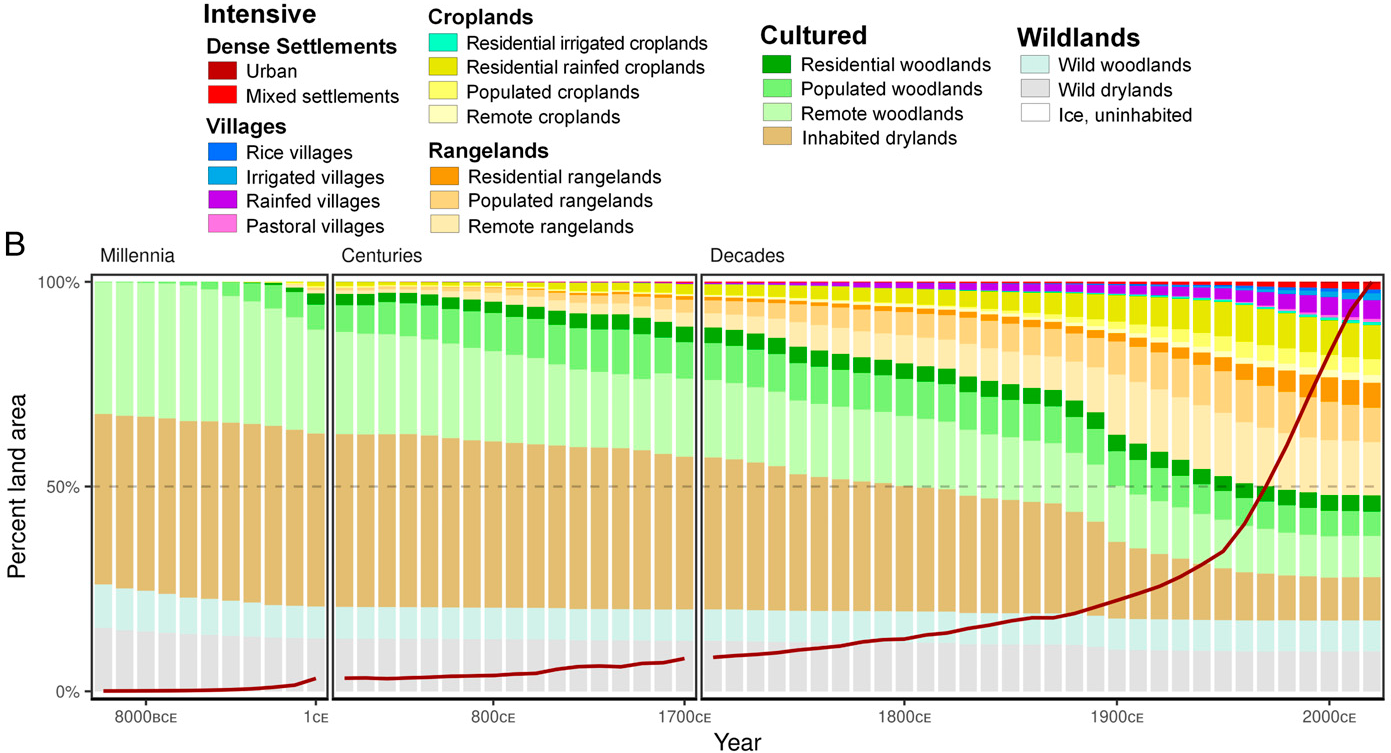 Intensive
Dense Settlements
Urban
Mixed settlements
Villages
Rice villages
Irrigated villages
Rainfed villages
Pastoral villages
Croplands
Residential irrigated croplands
Residential rainfed croplands
Populated croplands
Remote croplands
Rangelands
Residential rangelands
Populated rangelands
Remote rangelands
Cultured
Residential woodlands
Populated woodlands
Remote woodlands
Inhabited drylands
Wildlands
Wild woodlands
Wild drylands
Ice, uninhabited
B
Millennia
Centuries
Decades
100%
50%
0%
Percent land area
8000BCE
1CE
800CE
1700CE
1800CE
1900CE
2000CE
Year